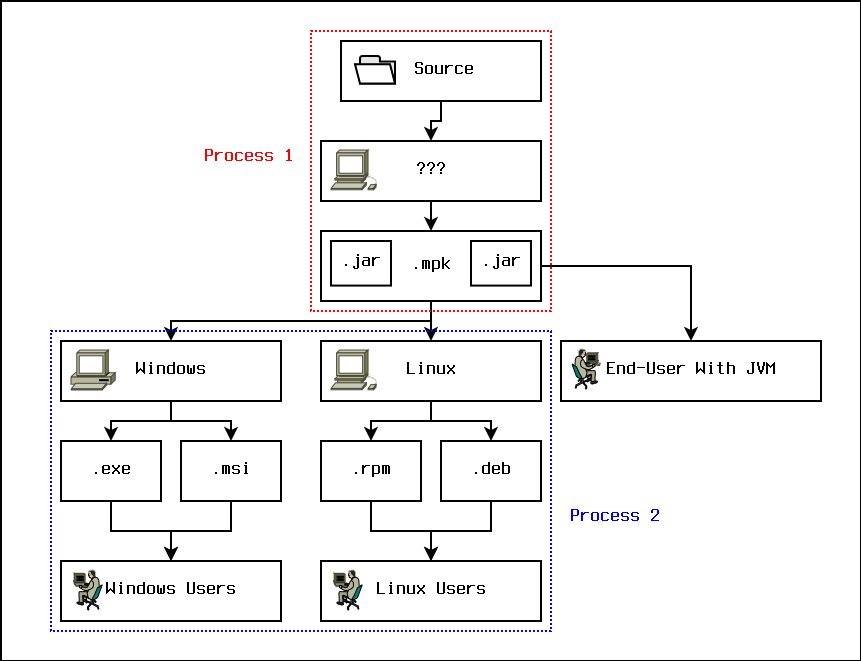 Source
Process 1
???
.jar
.mpk
.jar
Windows
Linux
End-User With JVM
.exe
.msi
.rpm
.deb
Process 2
Windows Users
Linux Users